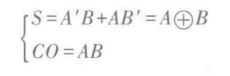 S = A'B + AB' = A⊕B
CO = AB